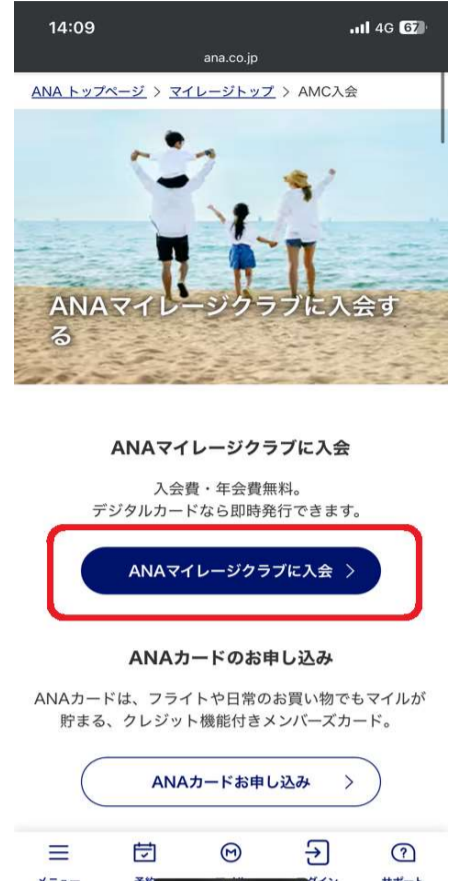 14:09
4G 67
ana.co.jp
ANA トップページ > マイレージトップ > AMC入会
ANAマイレージクラブに入会す
る
ANAマイレージクラブに入会
入会費・年会費無料。
デジタルカードなら即時発行できます。
ANAマイレージクラブに入会
ANAカードのお申し込み
ANAカードは、フライトや日常のお買い物でもマイルが
貯まる、クレジット機能付きメンバーズカード。
ANAカードお申し込み